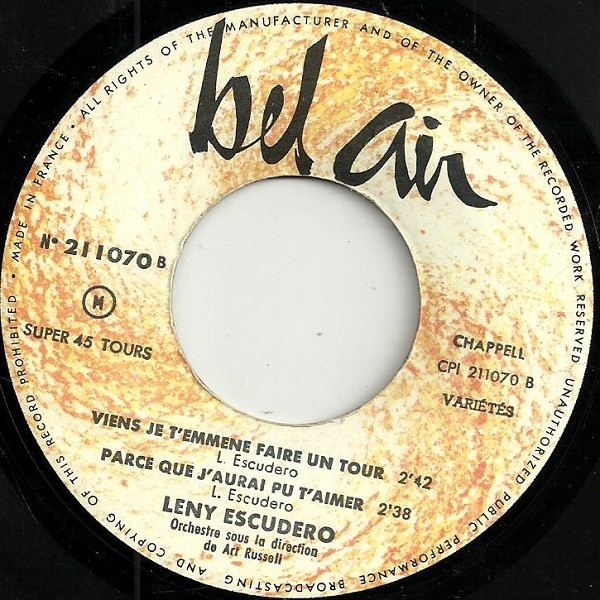 bel air
N° 211070 B
M
SUPER 45 TOURS
CHAPPELL
CPI 211070 B
VARIÉTÉS
VIENS JE T'EMMENE FAIRE UN TOUR 2'42
L. Escudero
PARCE QUE J'AURAI PU T'AIMER 2'38
L. Escudero
LENY ESCUDERO
Orchestre sous la direction
de Art Russell
MADE IN FRANCE • ALL RIGHTS OF THE MANUFACTURER AND OF THE OWNER OF THE RECORDED WORK RESERVED UNAUTHORIZED PUBLIC PERFORMANCE BROADCASTING AND COPYING OF THIS RECORD PROHIBITED •